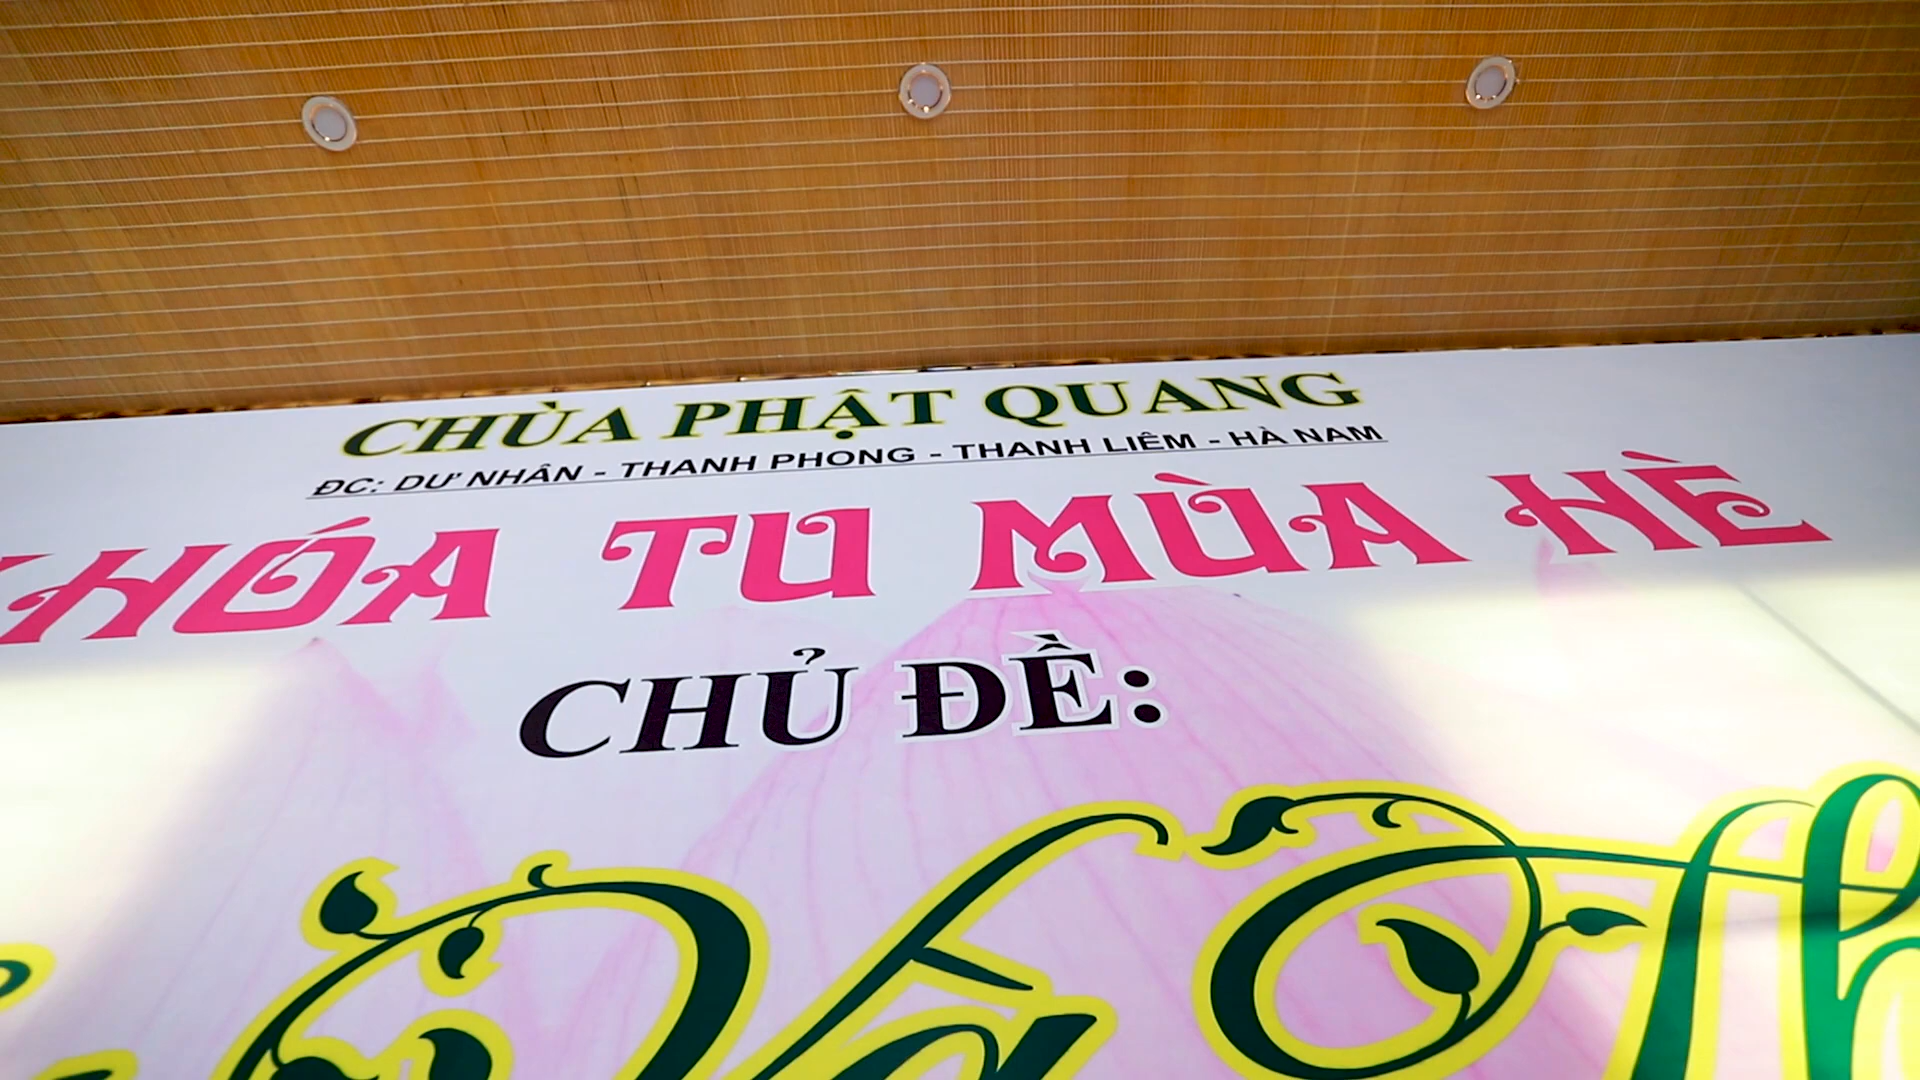 CHÙA PHẬT QUANG
ĐC: DƯ NHÂN - THANH PHONG - THANH LIÊM - HÀ NAM
KHÓA TU MÙA HÈ
CHỦ ĐỀ: